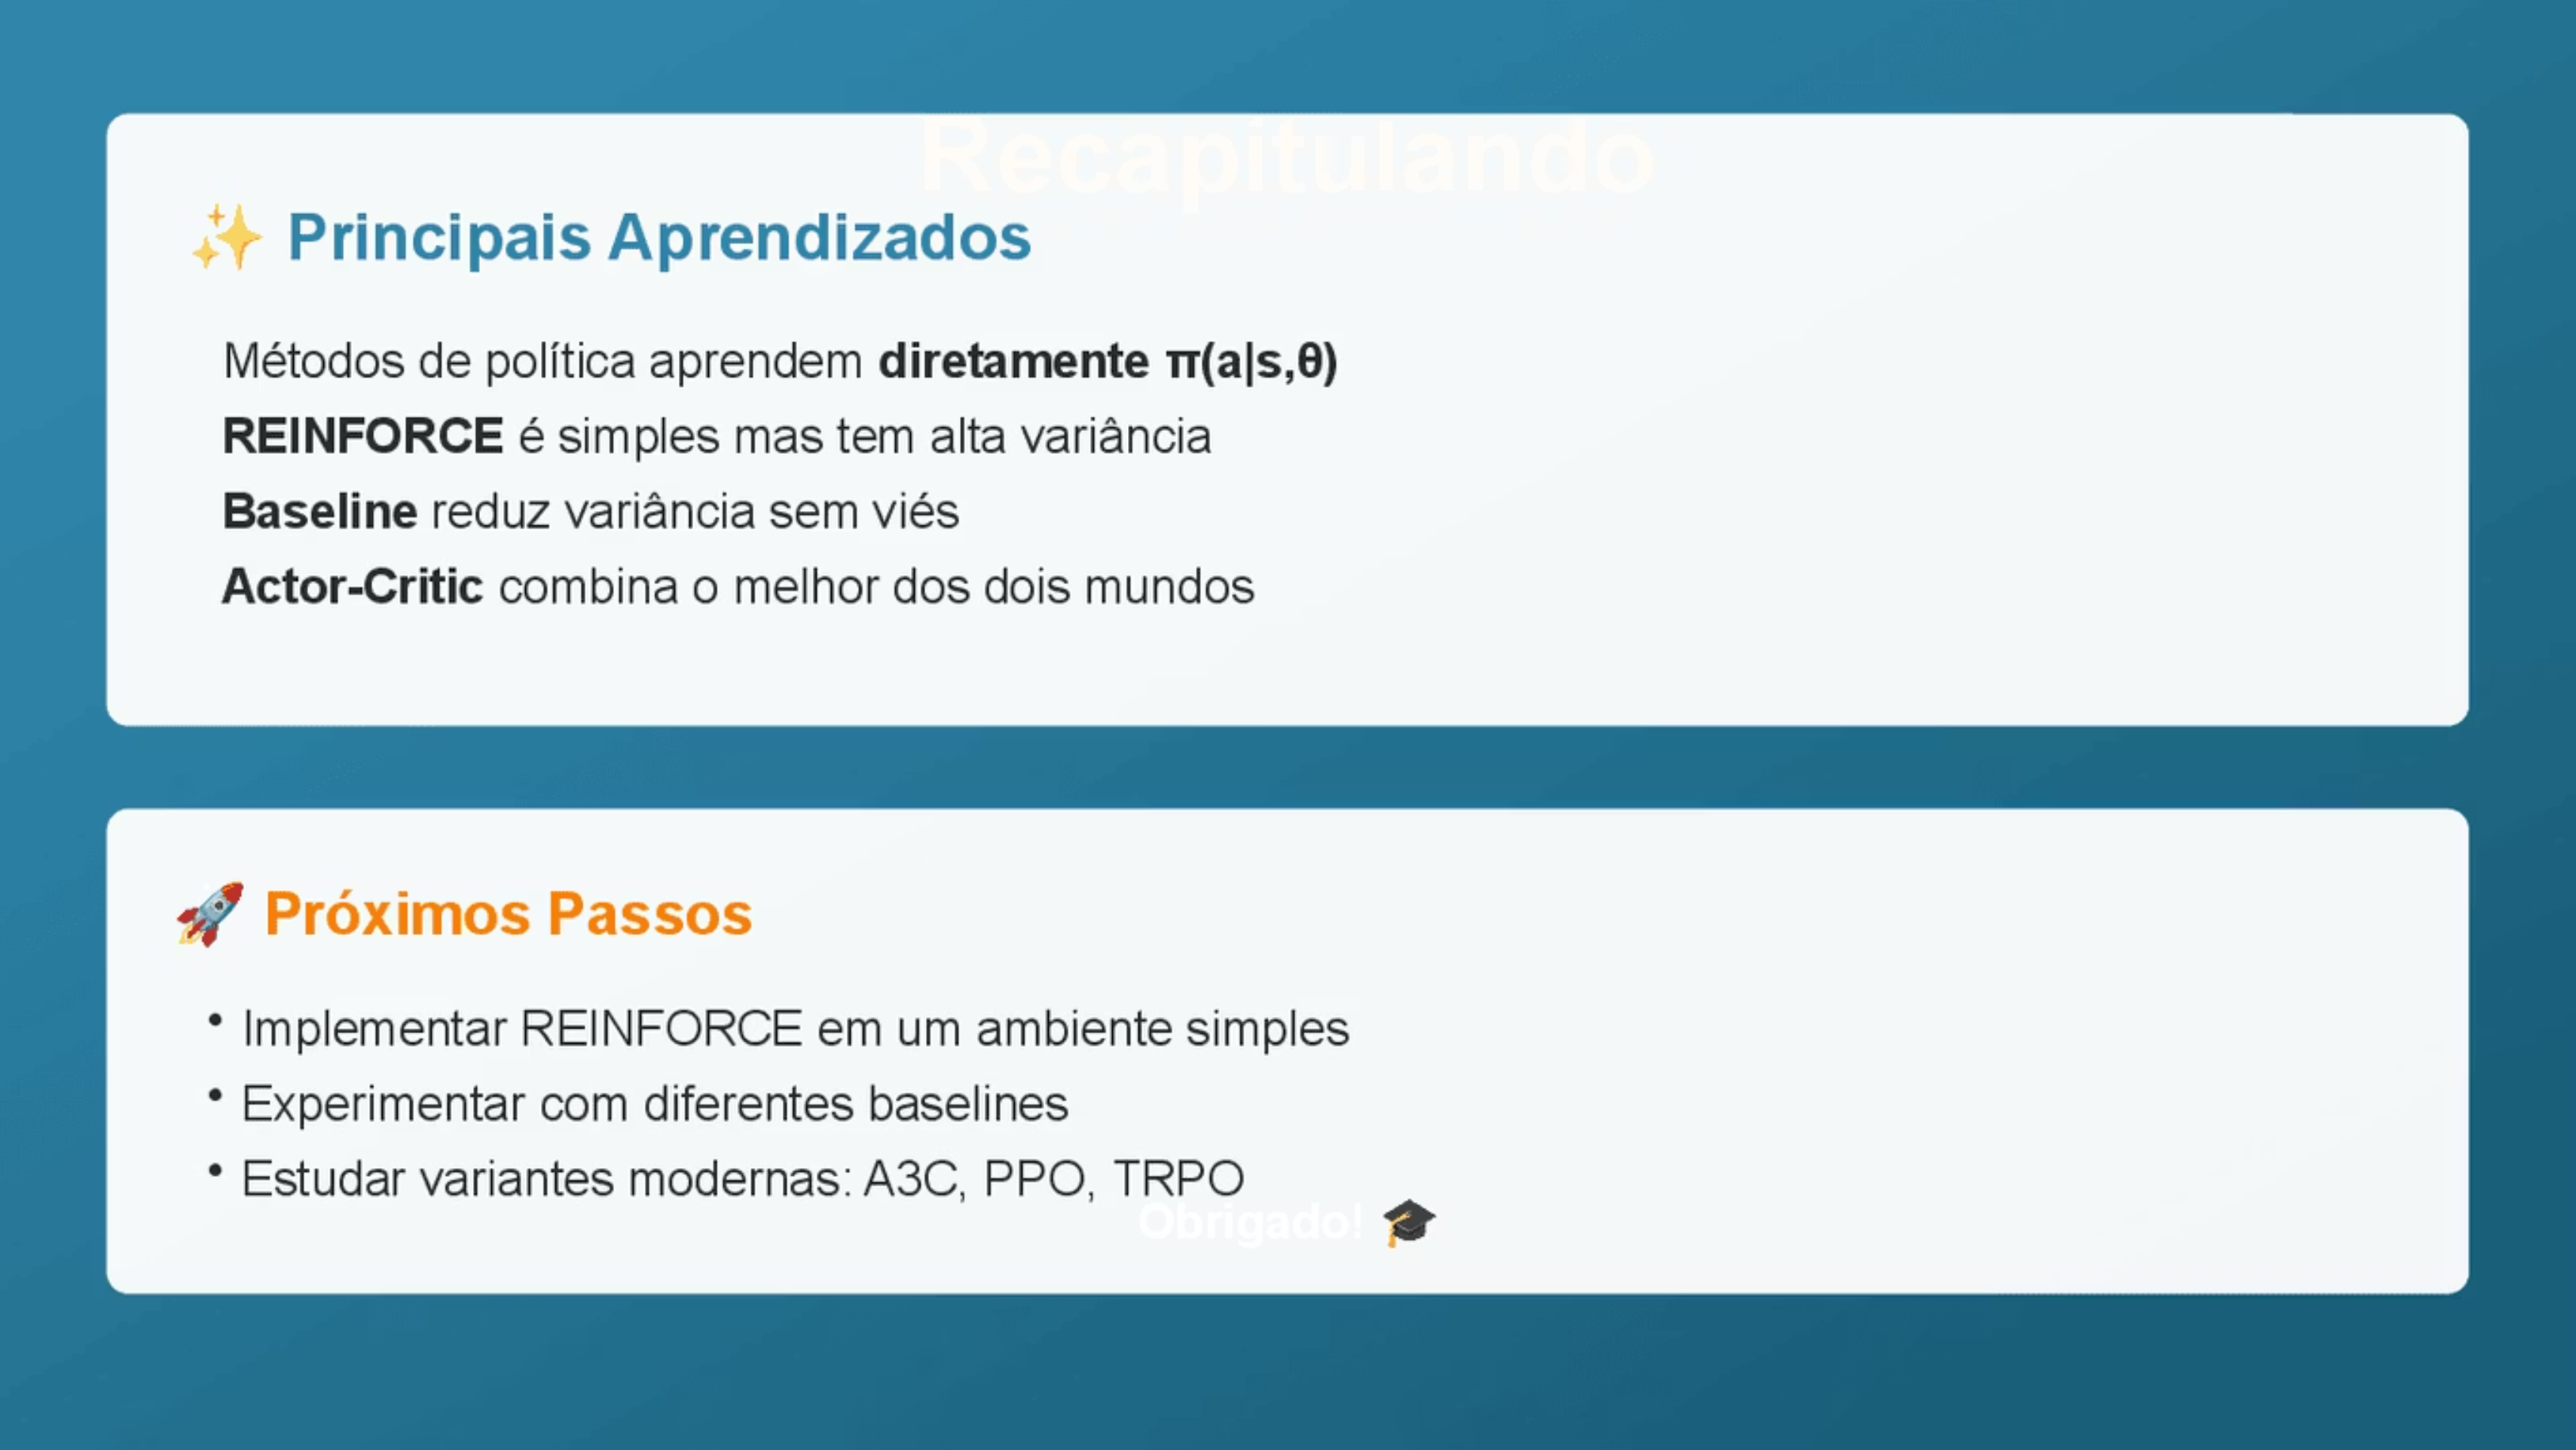 Recapitulando
✨ Principais Aprendizados
Métodos de política aprendem diretamente π(a|s,θ)
REINFORCE é simples mas tem alta variância
Baseline reduz variância sem viés
Actor-Critic combina o melhor dos dois mundos
🚀 Próximos Passos
• Implementar REINFORCE em um ambiente simples
• Experimentar com diferentes baselines
• Estudar variantes modernas: A3C, PPO, TRPO
Obrigado! 🎓